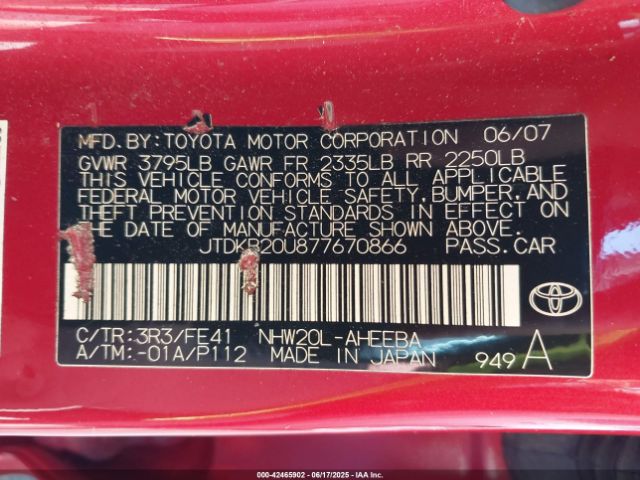 MFD.BY:TOYOTA MOTOR CORPORATION 06/07
GVWR 3795LB GAWR FR 2335LB RR 2250LB
THIS VEHICLE CONFORMS TO ALL APPLICABLE
FEDERAL MOTOR VEHICLE SAFETY,BUMPER,AND
THEFT PREVENTION STANDARDS IN EFFECT ON
THE DATE OF MANUFACTURE SHOWN ABOVE.
JTDKB20U877670866 PASS.CAR
C/TR:3R3/FE41 NHW20L-AHEEBA
A/TM:-01A/P112 MADE IN JAPAN 949 A
000-42465902 - 06/17/2025 - IAA Inc.